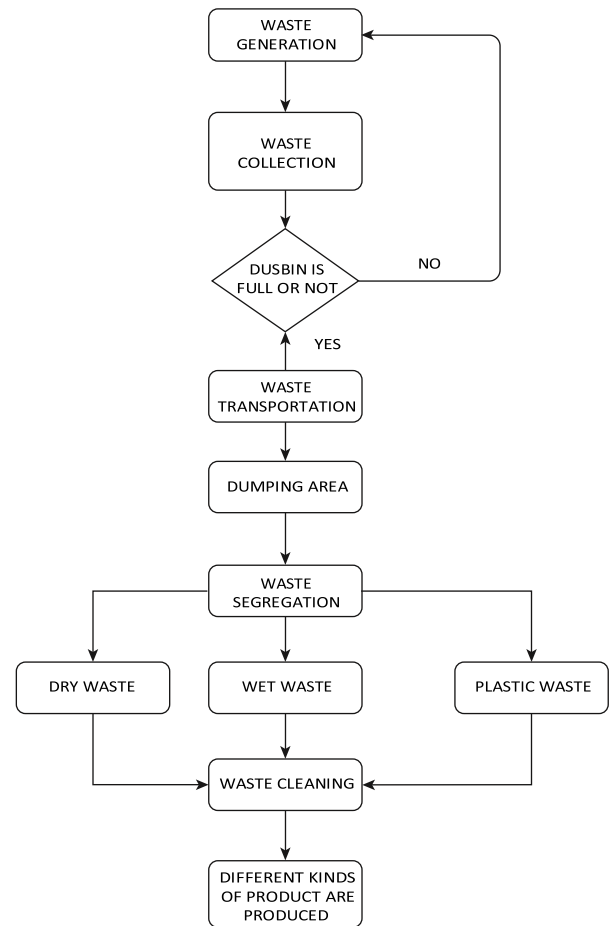 WASTE
GENERATION
WASTE
COLLECTION
DUSBIN IS
FULL OR NOT
NO
YES
WASTE
TRANSPORTATION
DUMPING AREA
WASTE
SEGREGATION
DRY WASTE
WET WASTE
PLASTIC WASTE
WASTE CLEANING
DIFFERENT KINDS
OF PRODUCT ARE
PRODUCED